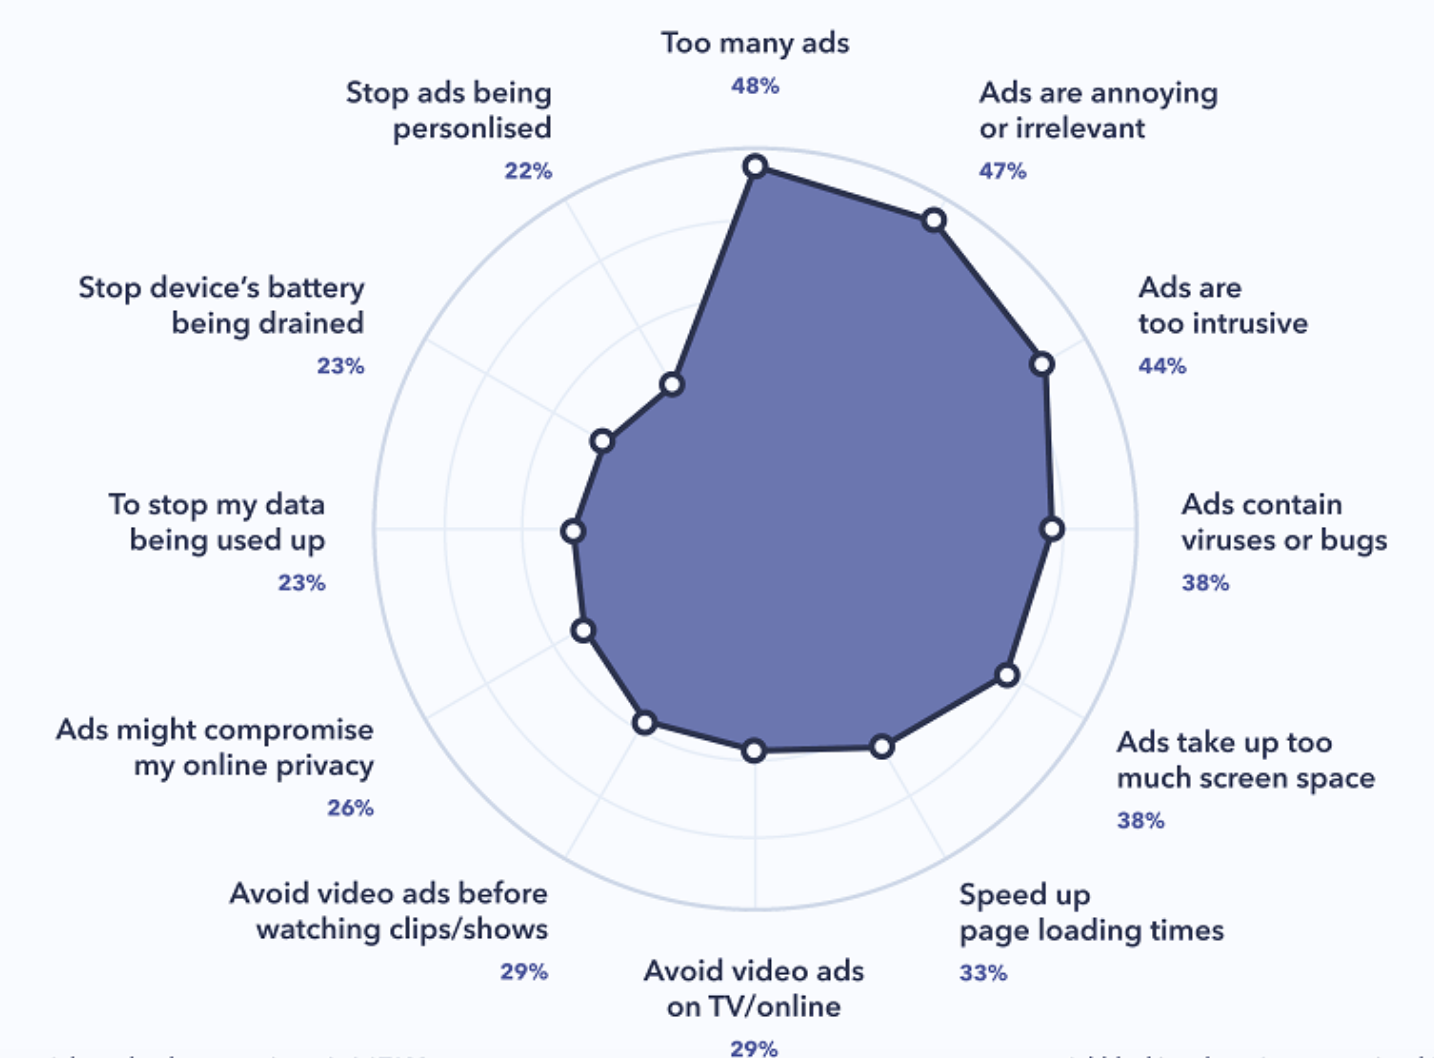 Too many ads
48%
Ads are annoying
or irrelevant
47%
Ads are
too intrusive
44%
Ads contain
viruses or bugs
38%
Ads take up too
much screen space
38%
Speed up
page loading times
33%
Avoid video ads
on TV/online
29%
Avoid video ads before
watching clips/shows
29%
Ads might compromise
my online privacy
26%
To stop my data
being used up
23%
Stop device’s battery
being drained
23%
Stop ads being
personlised
22%